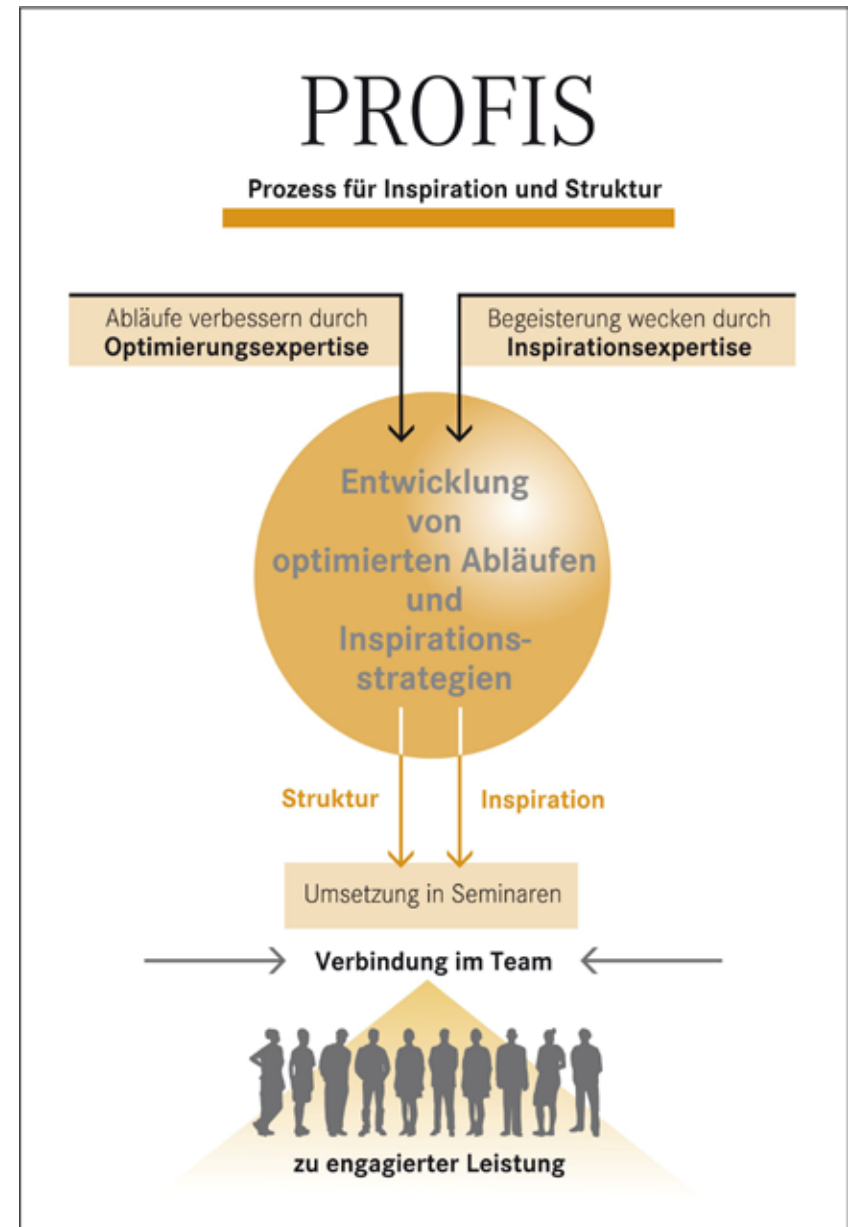 PROFIS
Prozess für Inspiration und Struktur
Abläufe verbessern durch
Optimierungsexpertise
Begeisterung wecken durch
Inspirationsexpertise
Entwicklung
von
optimierten Abläufen
und
Inspirations-
strategien
Struktur
Inspiration
Umsetzung in Seminaren
Verbindung im Team
zu engagierter Leistung